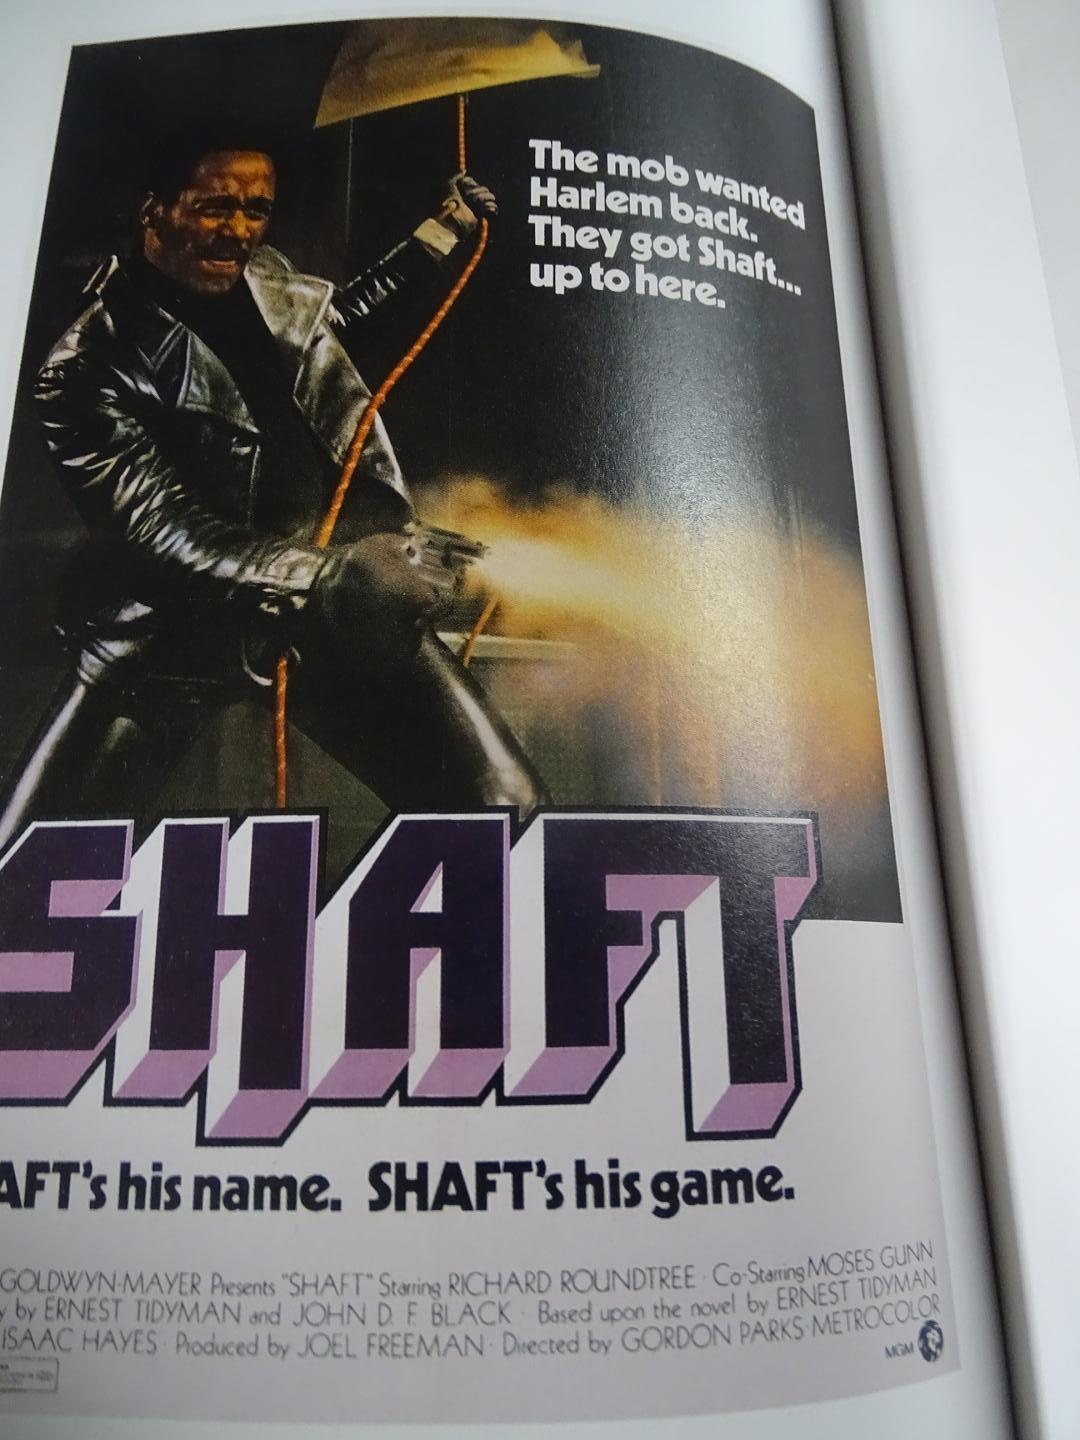 The mob wanted
Harlem back.
They got Shaft...
up to here.
SHAFT
AFT's his name. SHAFT's his game.
GOLDWYN-MAYER Presents "SHAFT" Starring RICHARD ROUNDTREE · Co-Starring MOSES GUNN
y by ERNEST TIDYMAN and JOHN D. F. BLACK · Based upon the novel by ERNEST TIDYMAN
ISAAC HAYES · Produced by JOEL FREEMAN · Directed by GORDON PARKS · METROCOLOR
MGM